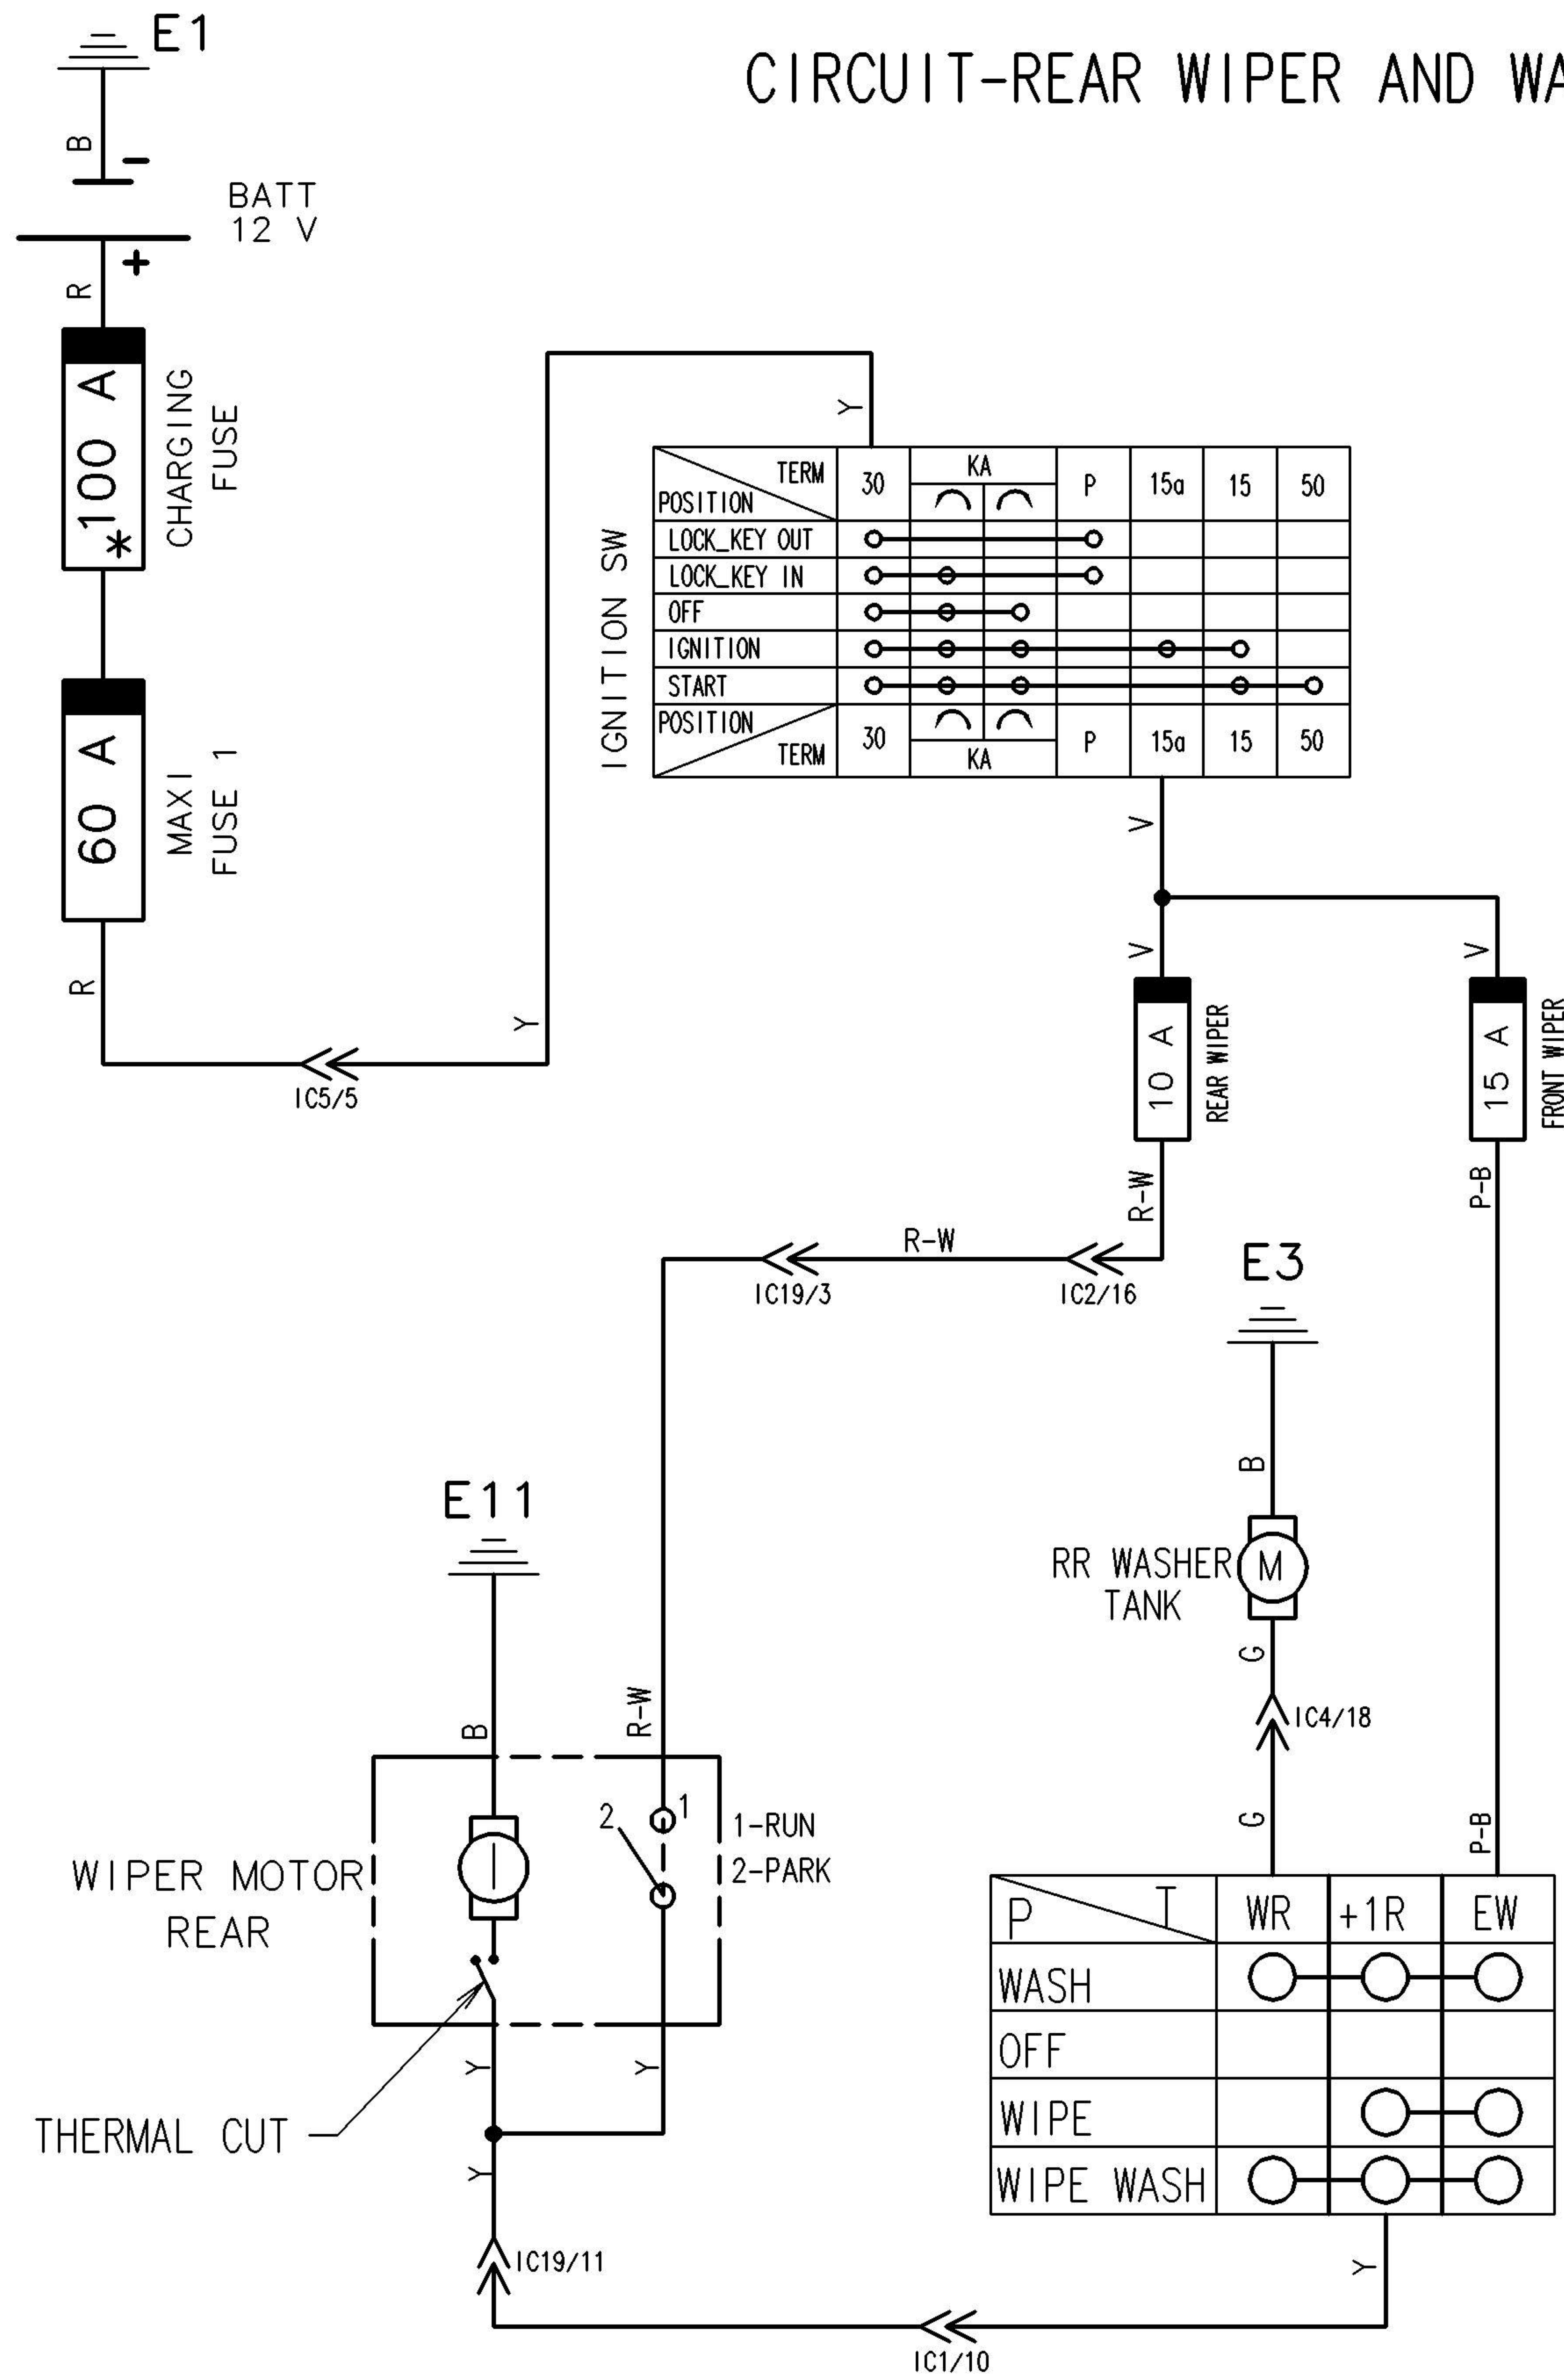 E1
CIRCUIT-REAR WIPER AND WA
B
-
BATT
12 V
+
R
*100 A
CHARGING
FUSE
60 A
MAXI
FUSE 1
R
IC5/5
Y
Y
IGNITION SW
TERM 30 KA P 15a 15 50
POSITION
LOCK_KEY OUT
LOCK_KEY IN
OFF
IGNITION
START
POSITION
TERM 30 KA P 15a 15 50
V
V
V
10 A
REAR WIPER
15 A
FRONT WIPER
R-W
P-B
R-W
IC19/3
IC2/16
E3
B
E11
RR WASHER
TANK
M
G
IC4/18
G
P-B
B
R-W
2
1
1-RUN
2-PARK
WIPER MOTOR
REAR
THERMAL CUT
Y
Y
Y
P T WR +1R EW
WASH
OFF
WIPE
WIPE WASH
IC19/11
Y
IC1/10